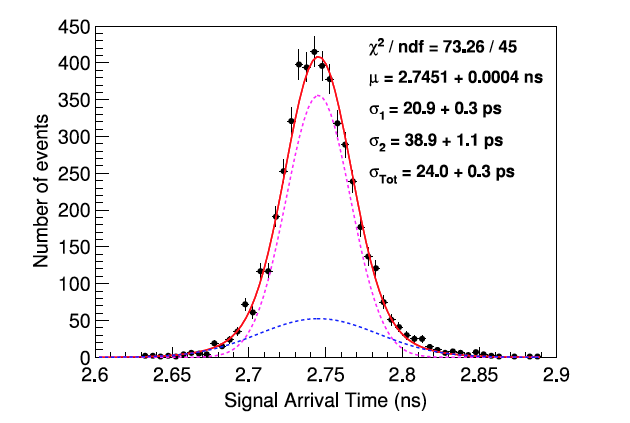 χ² / ndf = 73.26 / 45
μ = 2.7451 + 0.0004 ns
σ₁ = 20.9 + 0.3 ps
σ₂ = 38.9 + 1.1 ps
σTot = 24.0 + 0.3 ps
Number of events
450
400
350
300
250
200
150
100
50
0
2.6 2.65 2.7 2.75 2.8 2.85 2.9
Signal Arrival Time (ns)